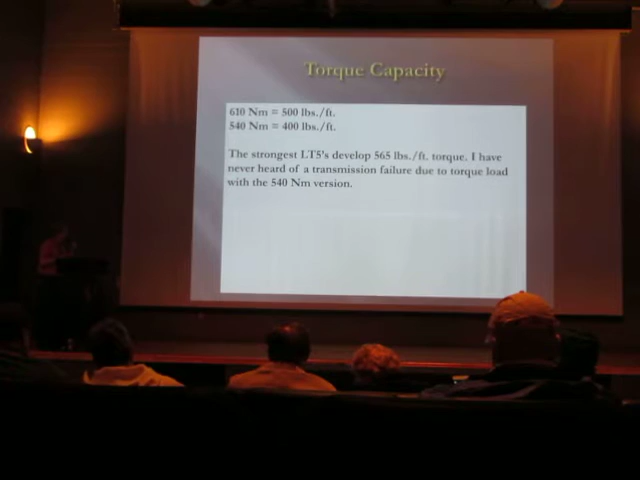 Torque Capacity
610 Nm = 500 lbs./ft.
540 Nm = 400 lbs./ft.
The strongest LT5's develop 565 lbs./ft. torque. I have
never heard of a transmission failure due to torque load
with the 540 Nm version.